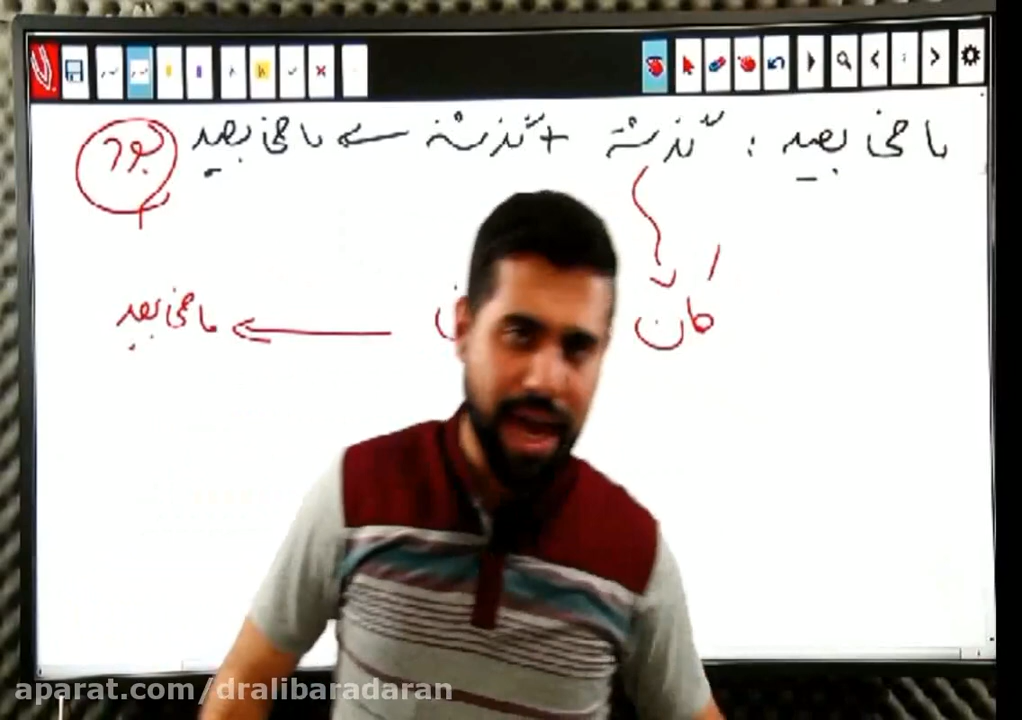 ماضی بعید : گذشته + گذشته ← ماضی بعید بود
کان ← ماضی بعید
aparat.com/dralibaradaran